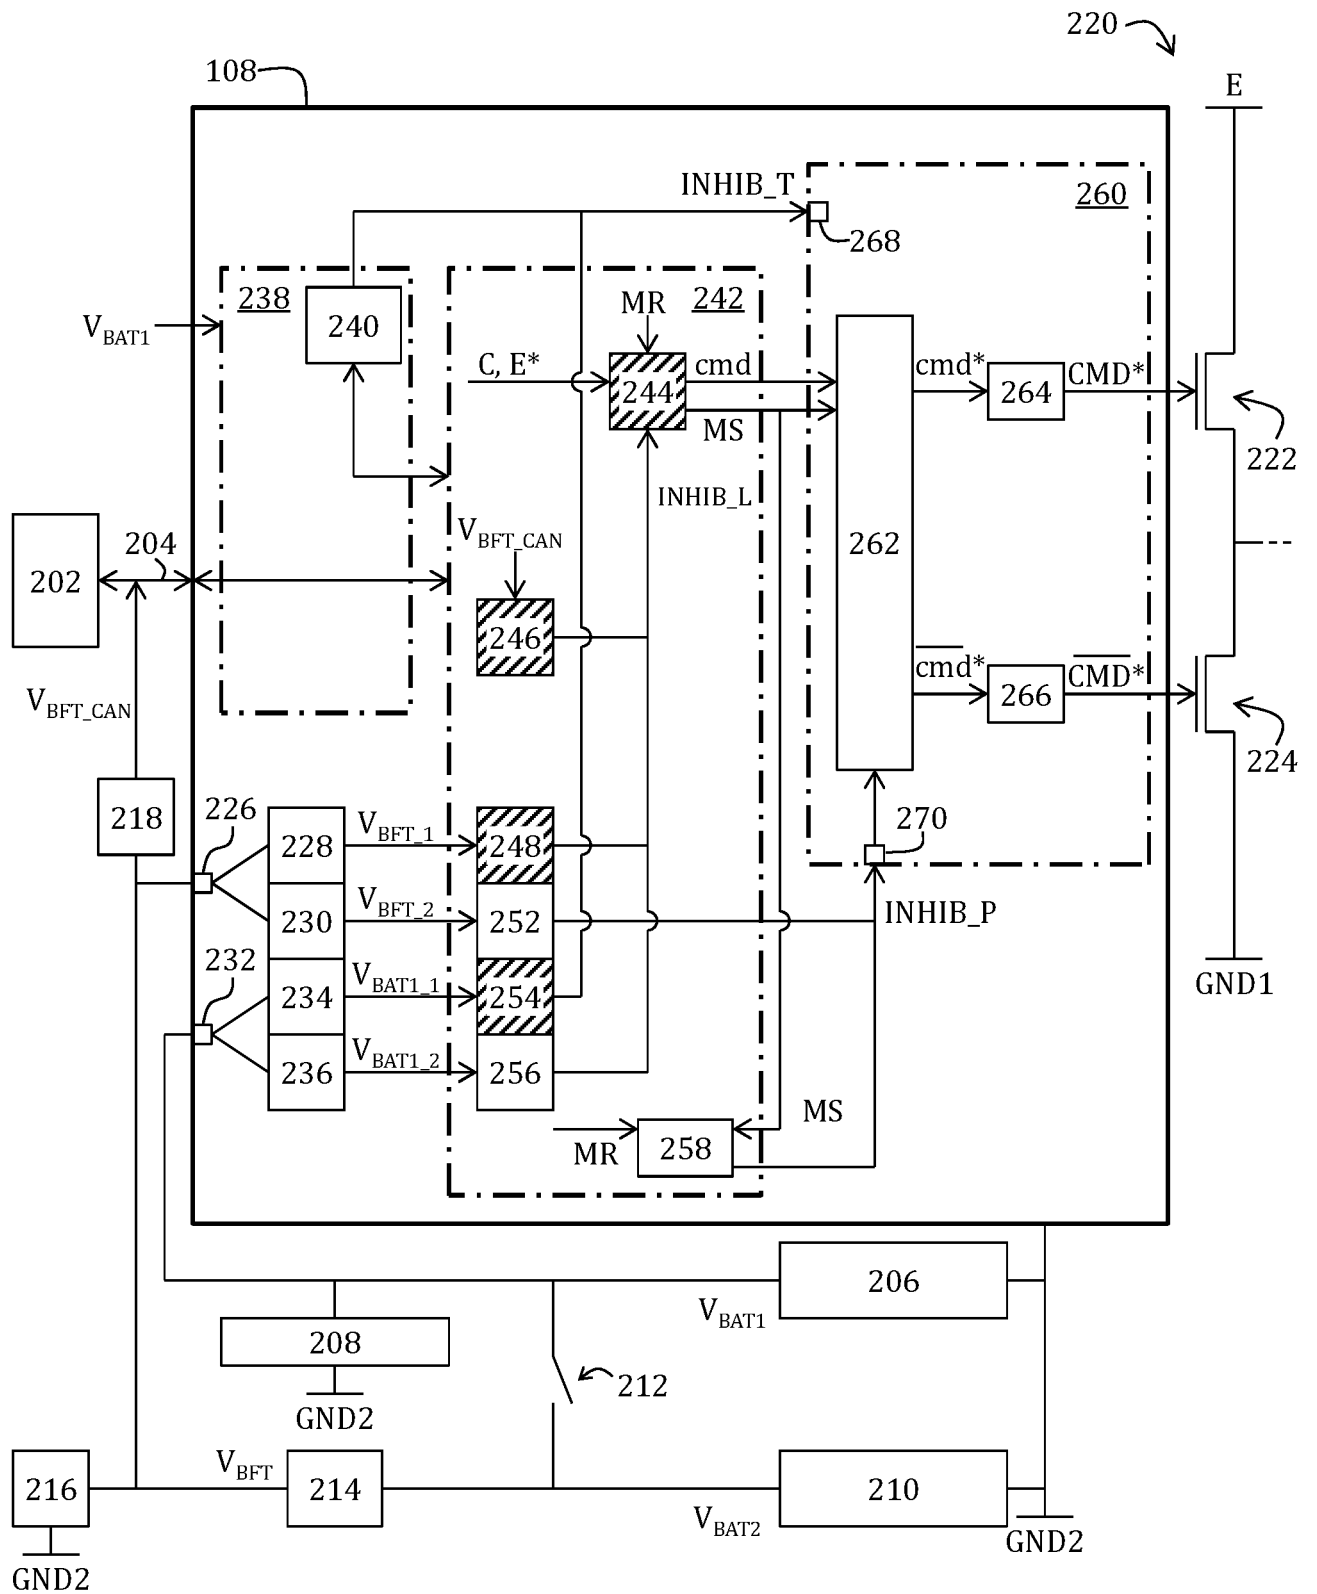 220
108
E
INHIB_T
260
268
238
240
MR
242
V_BAT1
C, E*
244
cmd
MS
cmd*
264
CMD*
222
INHIB_L
V_BFT_CAN
204
202
262
246
cmd*
266
CMD*
224
V_BFT_CAN
218
226
228
V_BFT_1
248
270
230
V_BFT_2
252
INHIB_P
232
234
V_BAT1_1
254
GND1
236
V_BAT1_2
256
MS
MR
258
206
V_BAT1
208
212
GND2
V_BFT
216
214
210
V_BAT2
GND2
GND2